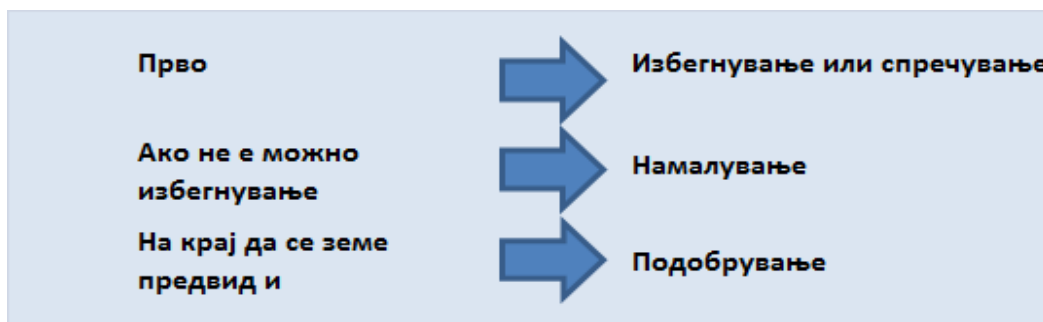 Прво
Избегнување или спречување
Ако не е можно
избегнување
Намалување
На крај да се земе
предвид и
Подобрување